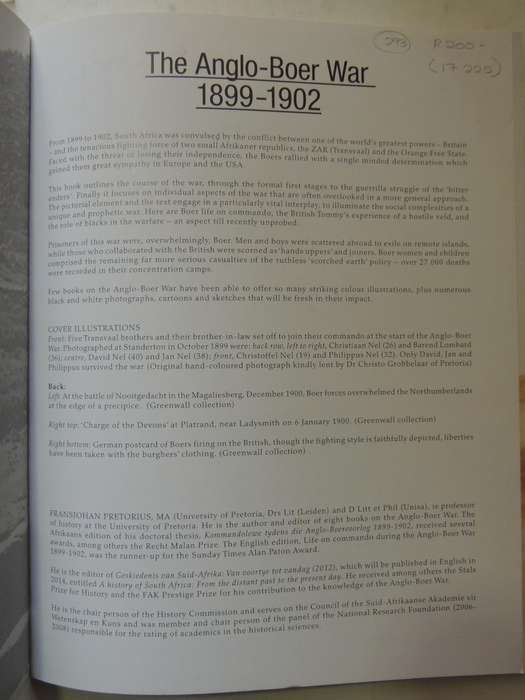 293
R 200-
(17 200)
The Anglo-Boer War
1899–1902
From 1899 to 1902, South Africa was convulsed by the conflict between one of the world's greatest powers – Britain
– and the tenacious fighting force of two small Afrikaner republics, the ZAR (Transvaal) and the Orange Free State.
Faced with the threat of losing their independence, the Boers rallied with a single minded determination which
gained them great sympathy in Europe and the USA.
This book outlines the course of the war, through the formal first stages to the guerrilla struggle of the 'bitter
enders'. Finally it focuses on individual aspects of the war that are often overlooked in a more general approach.
The pictorial element and the text engage in a particularly vital interplay, to illuminate the social complexities of a
unique and prophetic war. Here are Boer life on commando, the British Tommy's experience of a hostile veld, and
the role of blacks in the warfare – an aspect till recently unprobed.
Prisoners of this war were, overwhelmingly, Boer. Men and boys were scattered abroad to exile on remote islands,
while those who collaborated with the British were scorned as 'hands uppers' and joiners. Boer women and children
comprised the remaining far more serious casualties of the ruthless 'scorched earth' policy – over 27 000 deaths
were recorded in their concentration camps.
Few books on the Anglo-Boer War have been able to offer so many striking colour illustrations, plus numerous
black and white photographs, cartoons and sketches that will be fresh in their impact.
COVER ILLUSTRATIONS
Front: Five Transvaal brothers and their brother-in-law set off to join their commando at the start of the Anglo-Boer
War. Photographed at Standerton in October 1899 were: back row, left to right, Christiaan Nel (26) and Barend Lombard
(36); centre, David Nel (40) and Jan Nel (38); front, Christoffel Nel (19) and Philippus Nel (32). Only David, Jan and
Philippus survived the war (Original hand-coloured photograph kindly lent by Dr Christo Grobbelaar of Pretoria)
Back:
Left: At the battle of Nooitgedacht in the Magaliesberg, December 1900, Boer forces overwhelmed the Northumberlands
at the edge of a precipice. (Greenwall collection)
Right top: 'Charge of the Devons' at Platrand, near Ladysmith on 6 January 1900. (Greenwall collection)
Right bottom: German postcard of Boers firing on the British, though the fighting style is faithfully depicted, liberties
have been taken with the burghers' clothing. (Greenwall collection)
FRANSJOHAN PRETORIUS, MA (University of Pretoria, Drs Lit (Leiden) and D Litt et Phil (Unisa), is professor
of history at the University of Pretoria. He is the author and editor of eight books on the Anglo-Boer War. The
Afrikaans edition of his doctoral thesis, Kommandolewe tydens die Anglo-Boereoorlog 1899-1902, received several
awards, among others the Recht Malan Prize. The English edition, Life on commando during the Anglo-Boer War
1899-1902, was the runner-up for the Sunday Times Alan Paton Award.
He is the editor of Geskiedenis van Suid-Afrika: Van voortye tot vandag (2012), which will be published in English in
2014, entitled A history of South Africa: From the distant past to the present day. He received among others the Stals
Prize for History and the FAK Prestige Prize for his contribution to the knowledge of the Anglo-Boer War.
He is the chair person of the History Commission and serves on the Council of the Suid-Afrikaanse Akademie vir
Wetenskap en Kuns and was member and chair person of the panel of the National Research Foundation (2006-
2008) responsible for the rating of academics in the historical sciences.